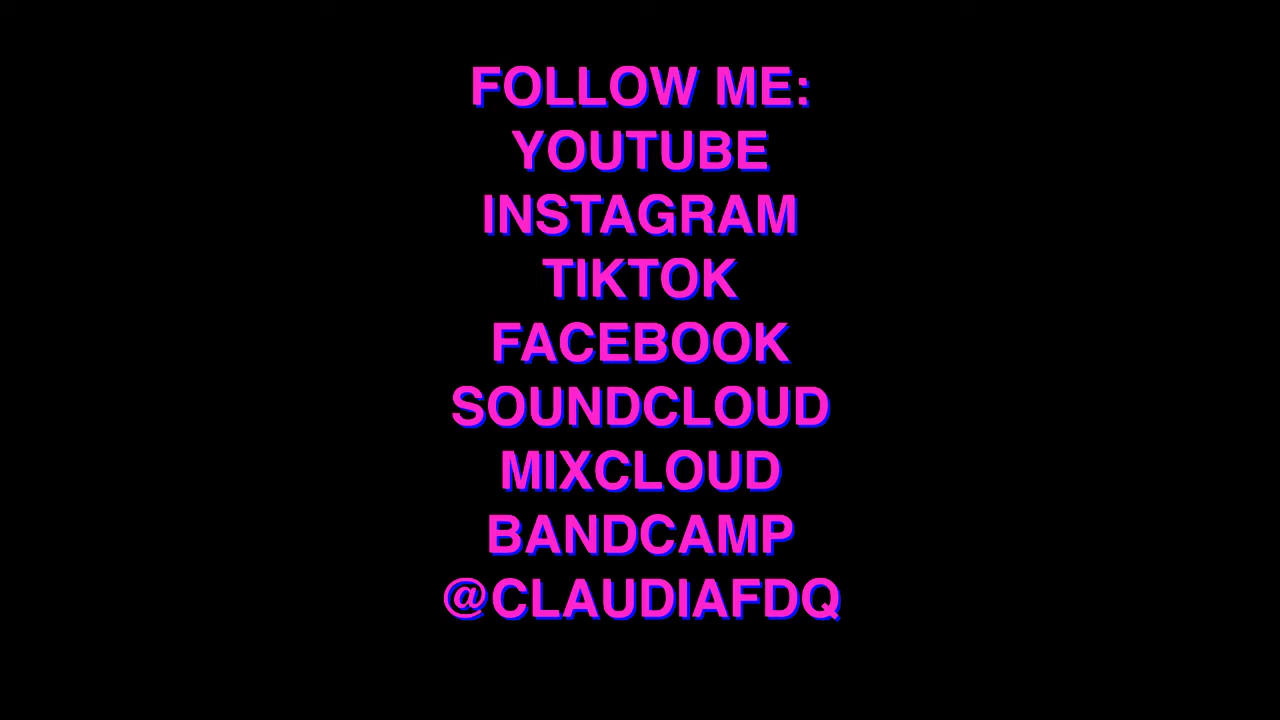 FOLLOW ME:
YOUTUBE
INSTAGRAM
TIKTOK
FACEBOOK
SOUNDCLOUD
MIXCLOUD
BANDCAMP
@CLAUDIAFDQ